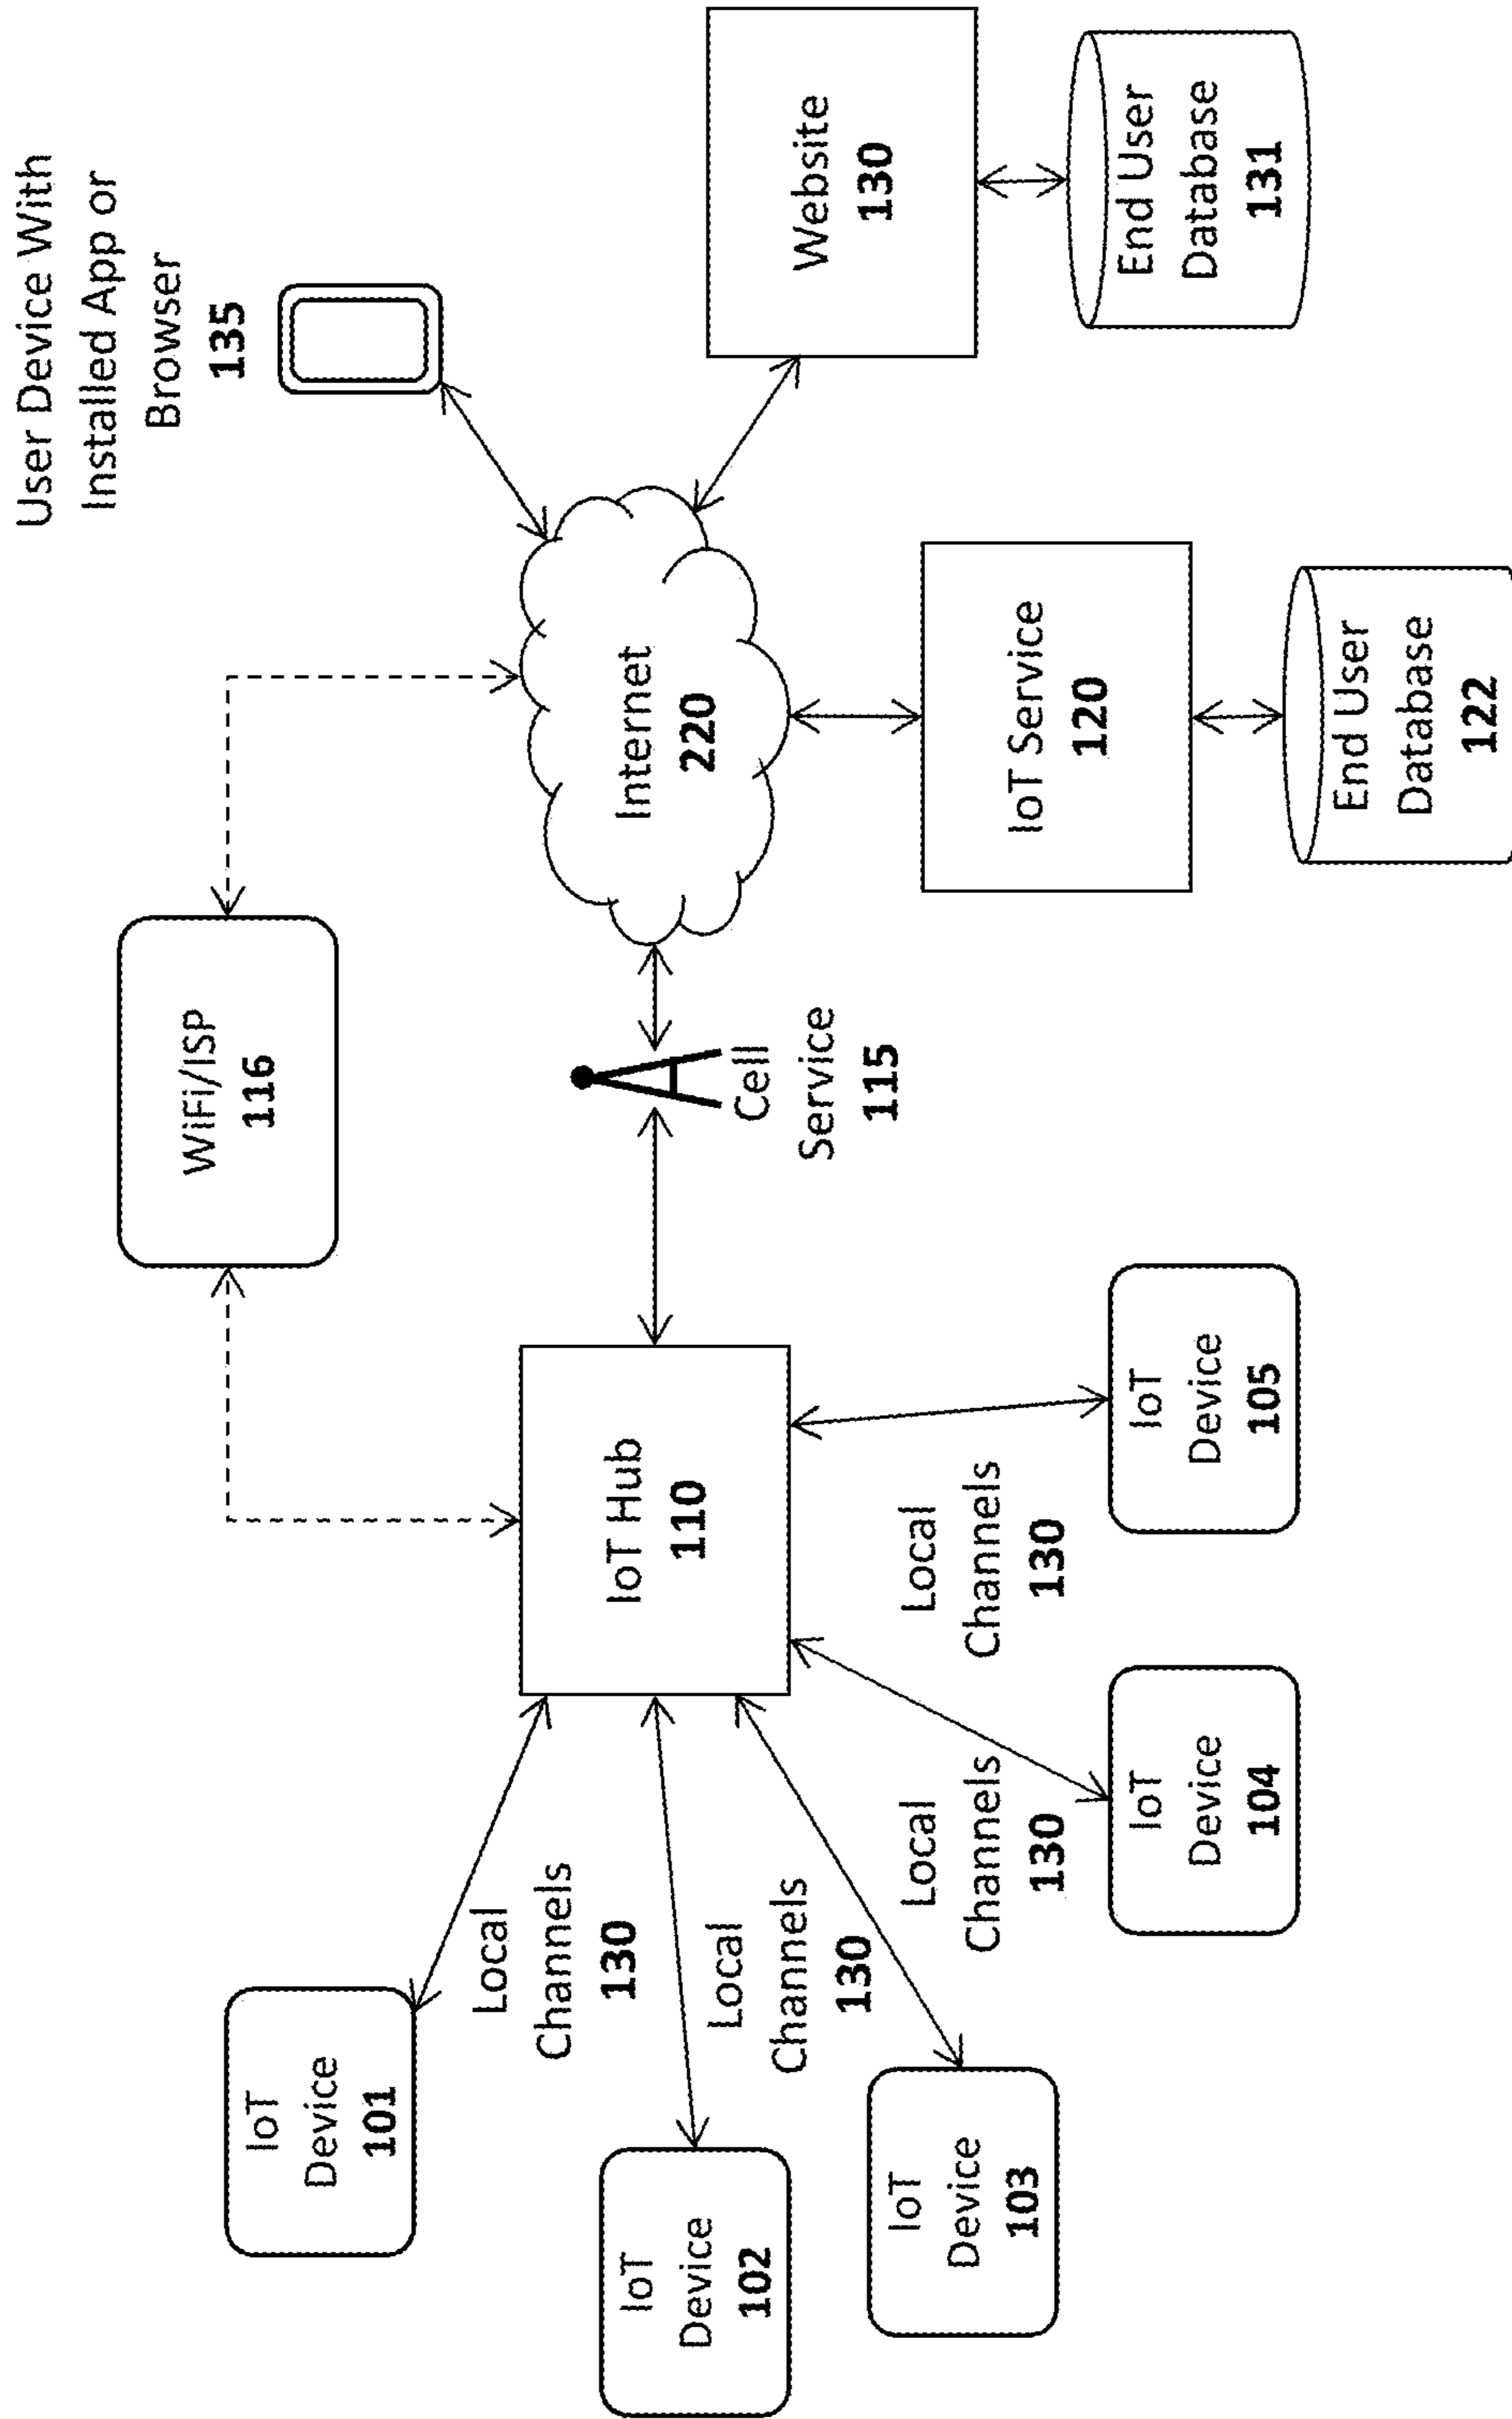 User Device With
Installed App or
Browser
135
WiFi/ISP
116
IoT
Device
101
Local
Channels
130
IoT
Device
102
Local
Channels
130
IoT
Device
103
IoT Hub
110
Cell
Service
115
Internet
220
Website
130
End User
Database
131
IoT Service
120
End User
Database
122
Local
Channels
130
IoT
Device
104
Local
Channels
130
IoT
Device
105